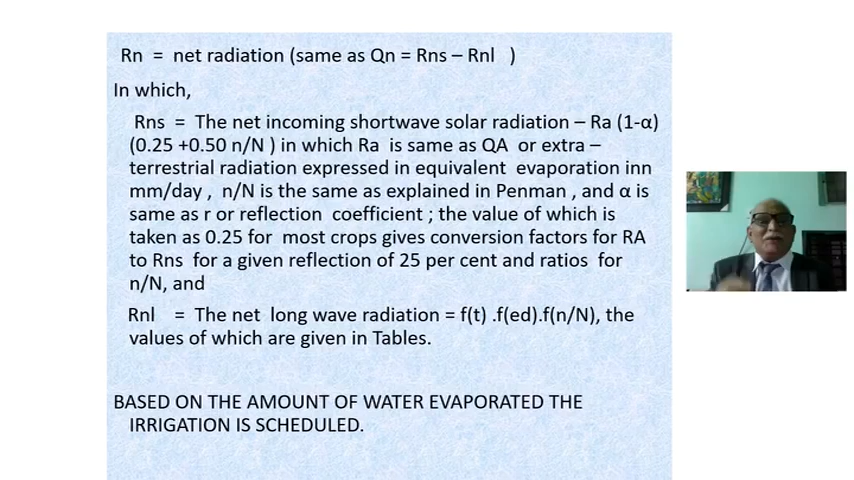 Rn = net radiation (same as Qn = Rns – Rnl )
In which,
Rns = The net incoming shortwave solar radiation – Ra (1-α)
(0.25 +0.50 n/N ) in which Ra is same as QA or extra –
terrestrial radiation expressed in equivalent evaporation inn
mm/day , n/N is the same as explained in Penman , and α is
same as r or reflection coefficient ; the value of which is
taken as 0.25 for most crops gives conversion factors for RA
to Rns for a given reflection of 25 per cent and ratios for
n/N, and
Rnl = The net long wave radiation = f(t) .f(ed).f(n/N), the
values of which are given in Tables.
BASED ON THE AMOUNT OF WATER EVAPORATED THE
IRRIGATION IS SCHEDULED.